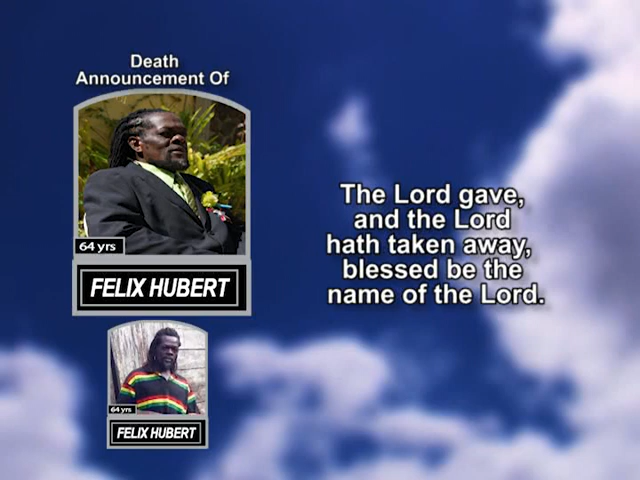 Death
Announcement Of
64 yrs
FELIX HUBERT
64 yrs
FELIX HUBERT
The Lord gave,
and the Lord
hath taken away,
blessed be the
name of the Lord.